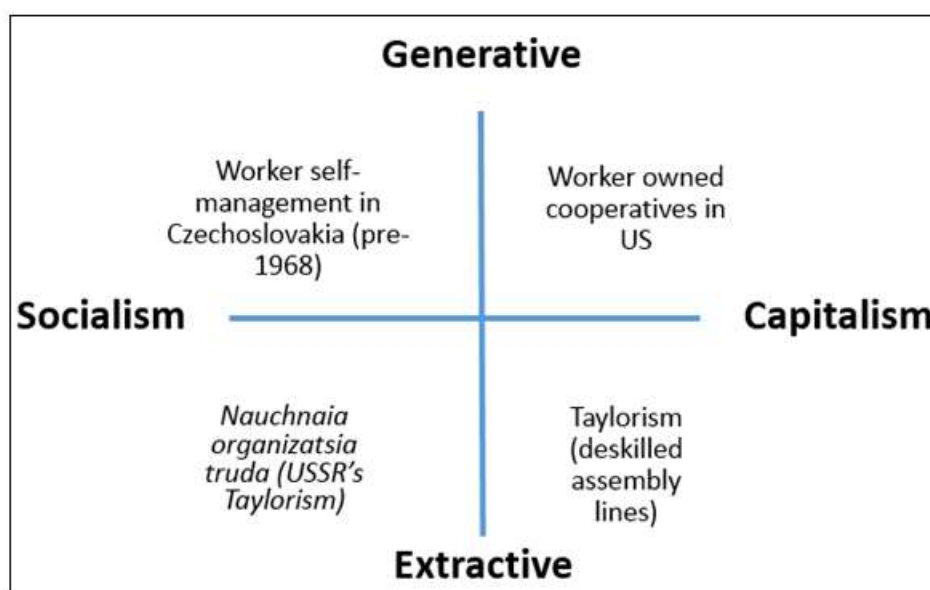 Generative
Worker self-
management in
Czechoslovakia (pre-
1968)
Worker owned
cooperatives in
US
Socialism
Capitalism
Nauchnaia
organizatsia
truda (USSR's
Taylorism)
Taylorism
(deskilled
assembly
lines)
Extractive